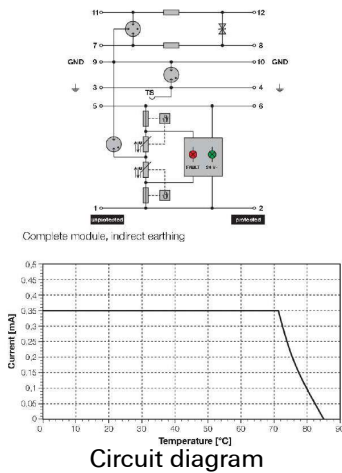 11 12
7 8
GND 9 10 GND
3 4
TS
5 6
FAULT
1 2
unprotected protected
Complete module, indirect earthing
Current [mA]
0,5
0,45
0,4
0,35
0,3
0,25
0,2
0,15
0,1
0,05
0
0 10 20 30 40 50 60 70 80 90
Temperature [°C]
Circuit diagram